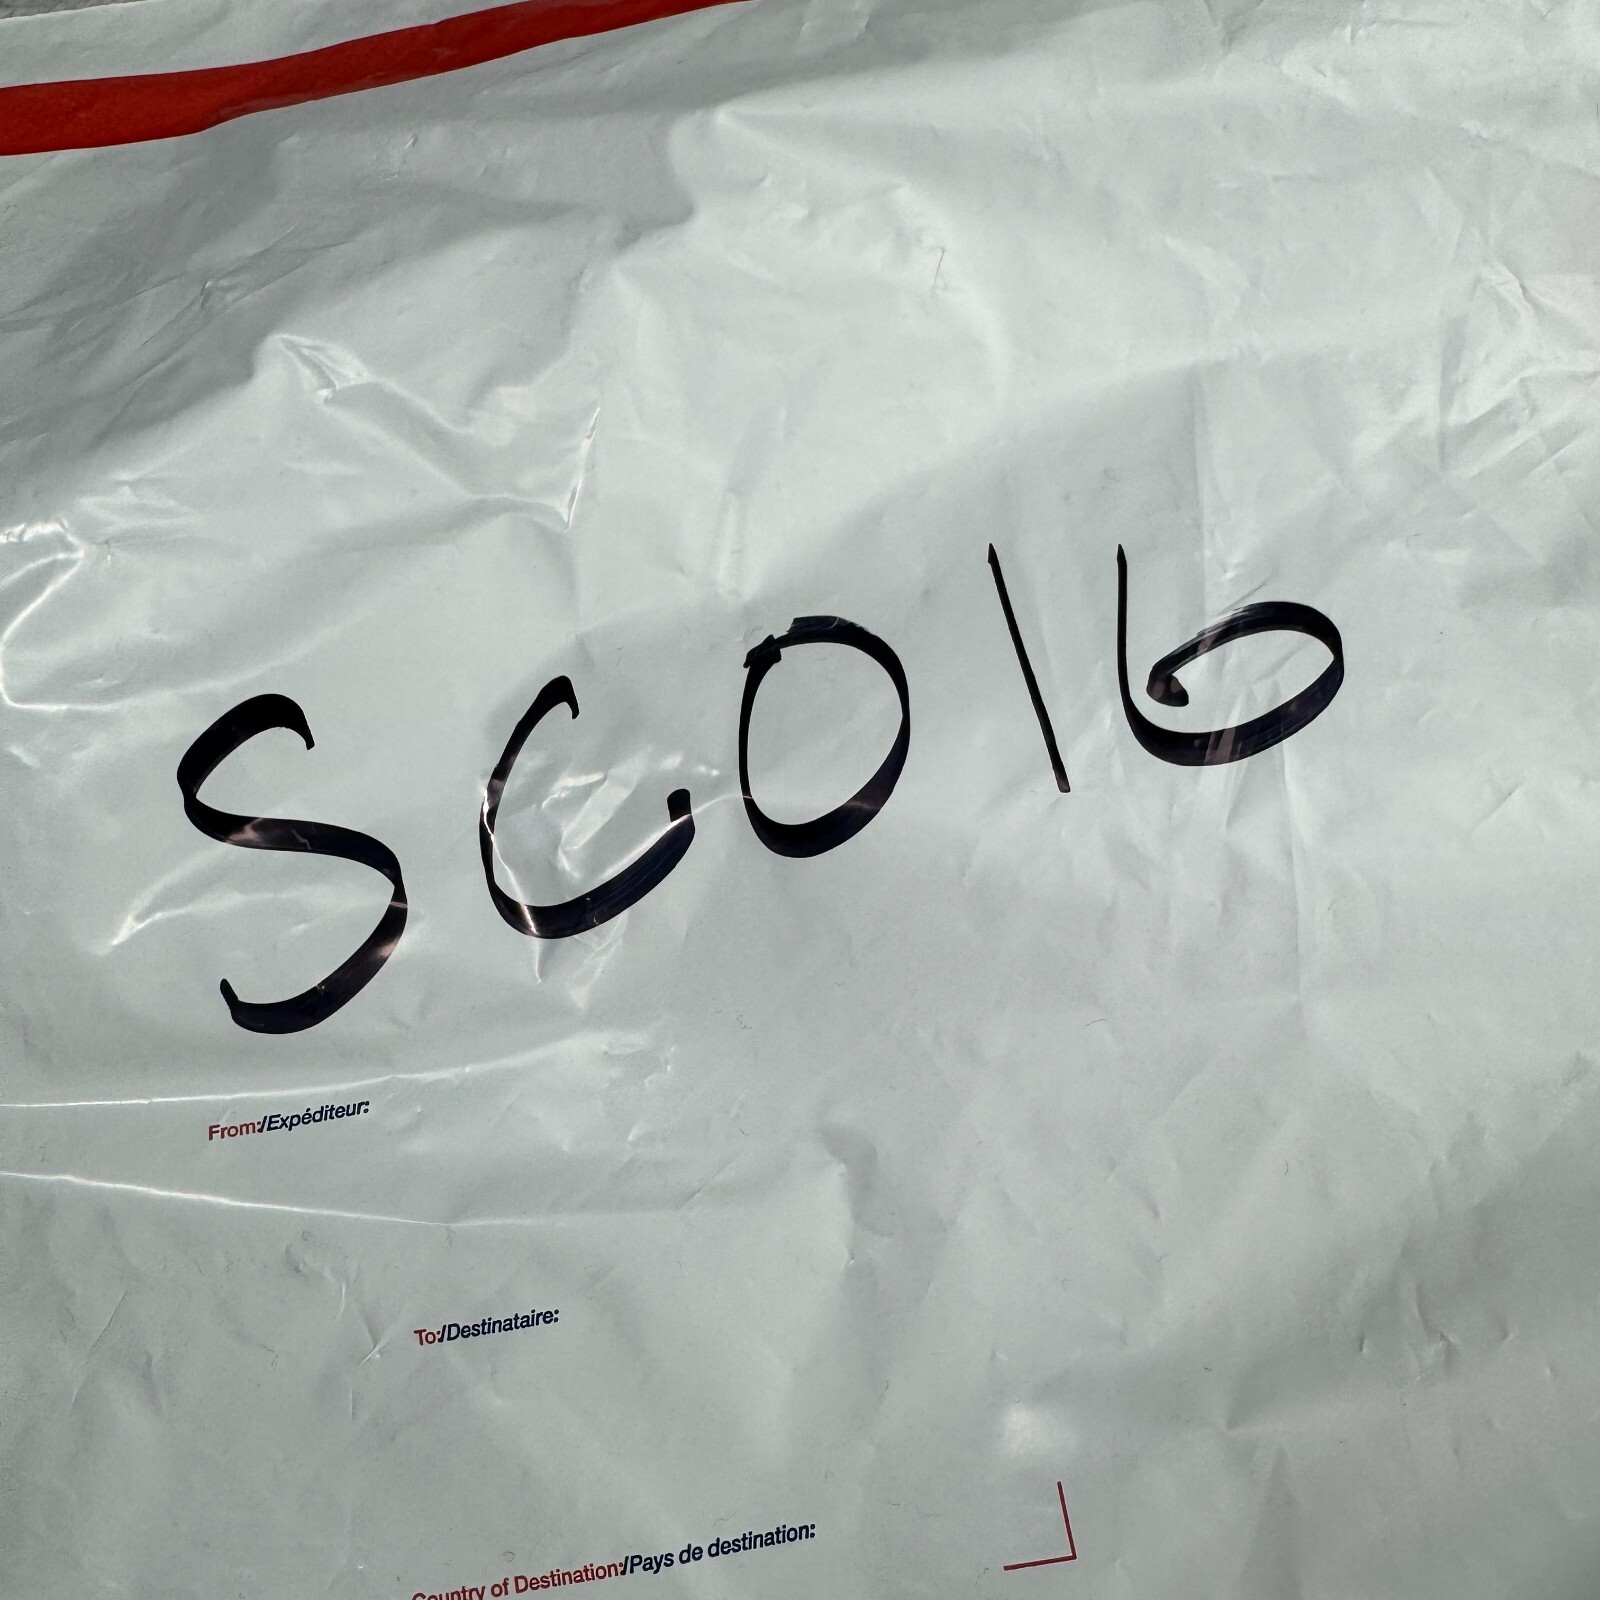 SC016
From:/Expéditeur:
To:/Destinataire:
Country of Destination:/Pays de destination: